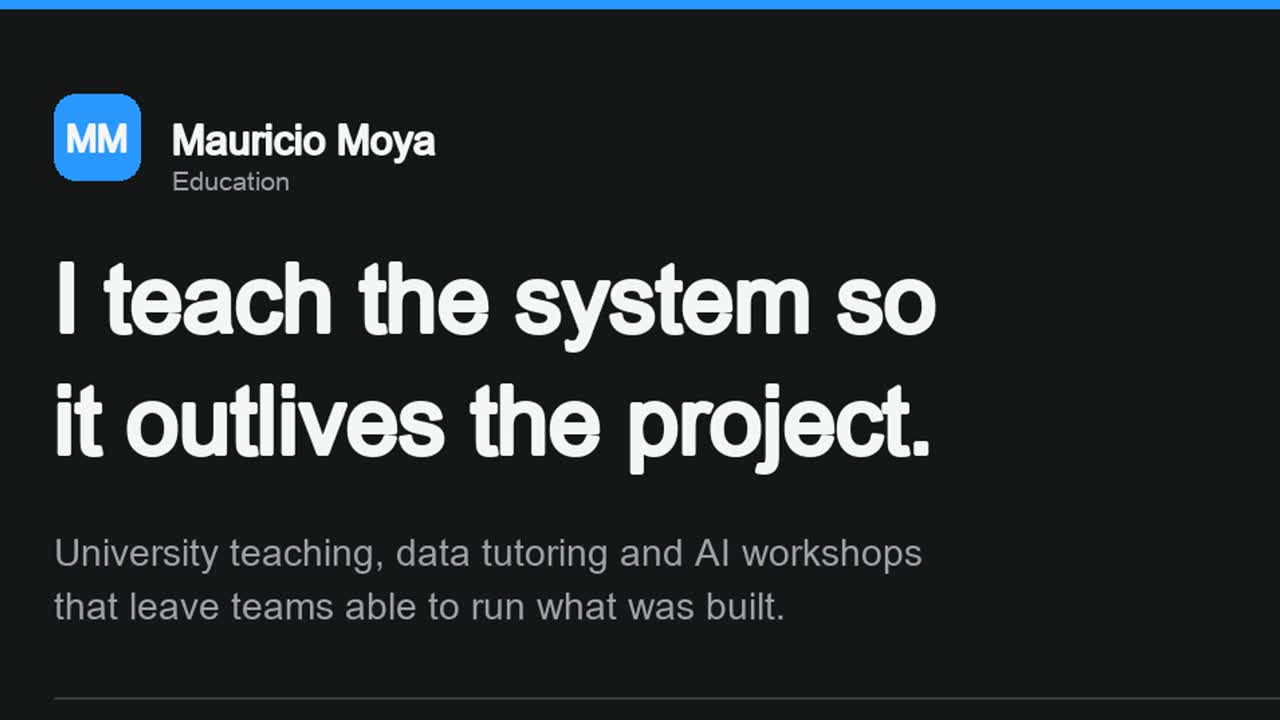 MM
Mauricio Moya
Education
I teach the system so
it outlives the project.
University teaching, data tutoring and AI workshops
that leave teams able to run what was built.